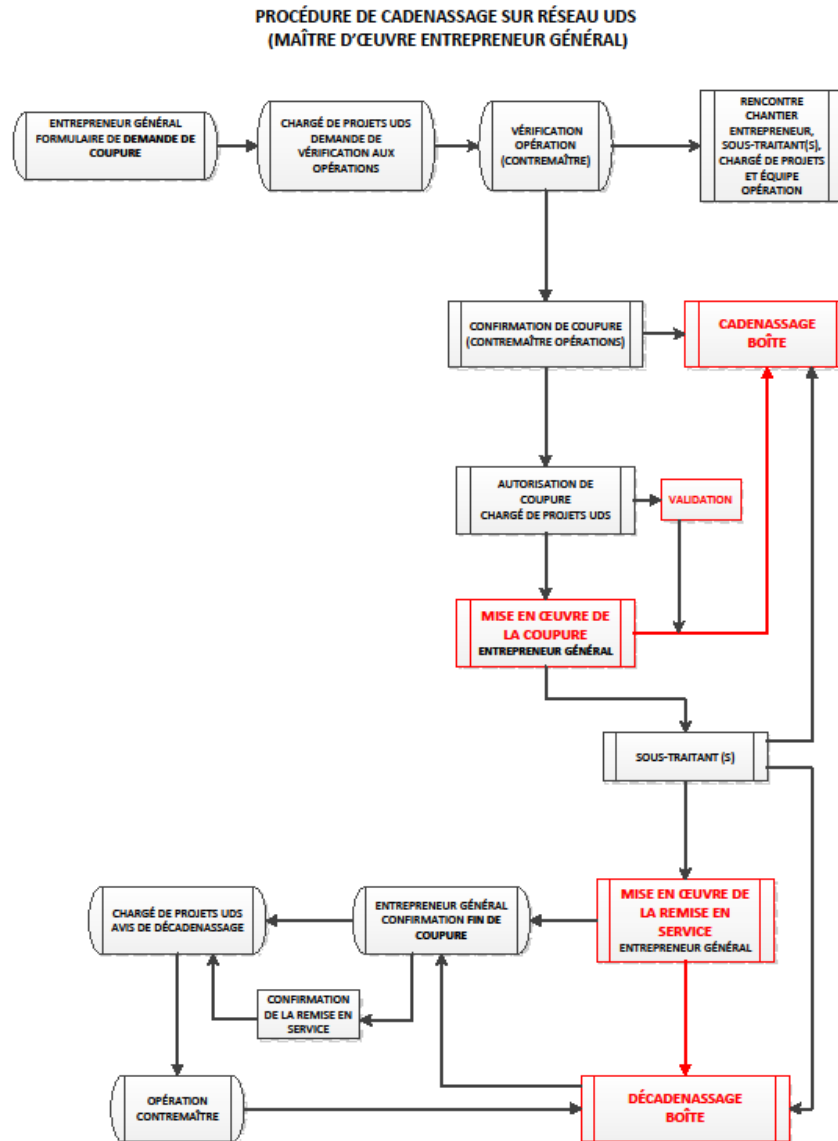 PROCÉDURE DE CADENASSAGE SUR RÉSEAU UDS
(MAÎTRE D'ŒUVRE ENTREPRENEUR GÉNÉRAL)
ENTREPRENEUR GÉNÉRAL
FORMULAIRE DE DEMANDE DE
COUPURE
CHARGÉ DE PROJETS UDS
DEMANDE DE
VÉRIFICATION AUX
OPÉRATIONS
VÉRIFICATION
OPÉRATION
(CONTREMAÎTRE)
RENCONTRE
CHANTIER
ENTREPRENEUR,
SOUS-TRAITANT(S),
CHARGÉ DE PROJETS
ET ÉQUIPE
OPÉRATION
CONFIRMATION DE COUPURE
(CONTREMAÎTRE OPÉRATIONS)
CADENASSAGE
BOÎTE
AUTORISATION DE
COUPURE
CHARGÉ DE PROJETS UDS
VALIDATION
MISE EN ŒUVRE DE
LA COUPURE
ENTREPRENEUR GÉNÉRAL
SOUS-TRAITANT (S)
MISE EN ŒUVRE DE
LA REMISE EN
SERVICE
ENTREPRENEUR GÉNÉRAL
ENTREPRENEUR GÉNÉRAL
CONFIRMATION FIN DE
COUPURE
CHARGÉ DE PROJETS UDS
AVIS DE DÉCADENASSAGE
CONFIRMATION
DE LA REMISE EN
SERVICE
OPÉRATION
CONTREMAÎTRE
DÉCADENASSAGE
BOÎTE